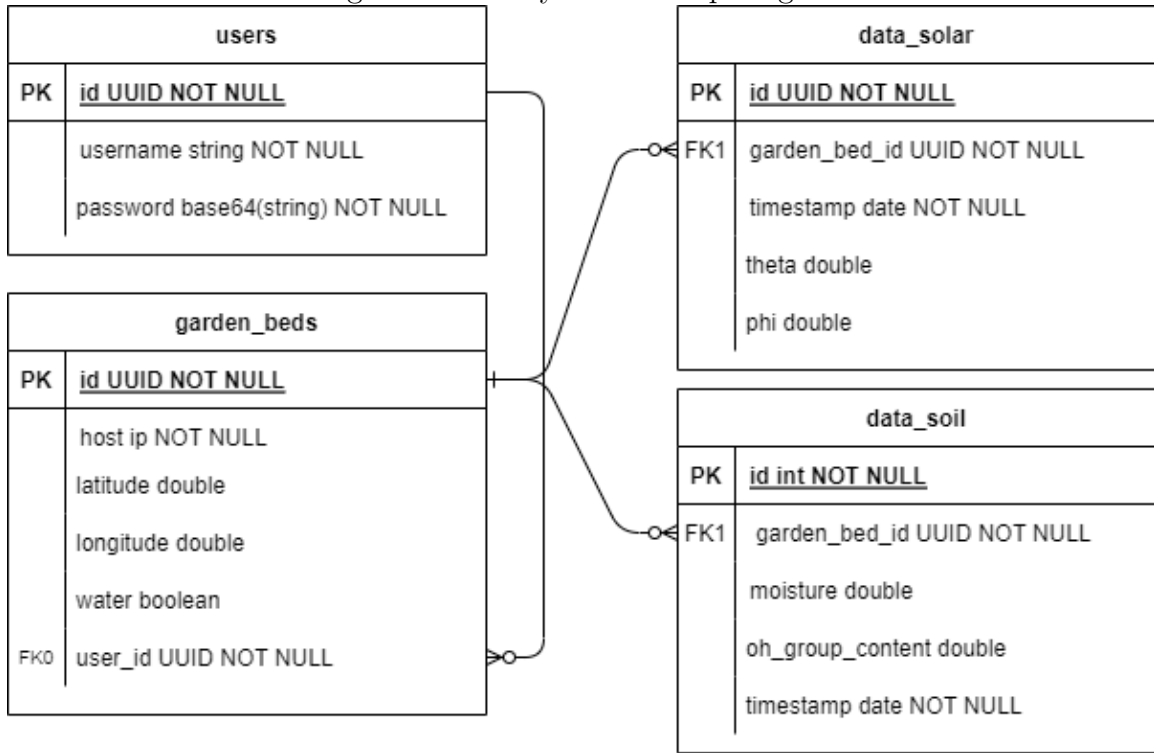 users
PK id UUID NOT NULL
username string NOT NULL
password base64(string) NOT NULL
garden_beds
PK id UUID NOT NULL
host ip NOT NULL
latitude double
longitude double
water boolean
FK0 user_id UUID NOT NULL
data_solar
PK id UUID NOT NULL
FK1 garden_bed_id UUID NOT NULL
timestamp date NOT NULL
theta double
phi double
data_soil
PK id int NOT NULL
FK1 garden_bed_id UUID NOT NULL
moisture double
oh_group_content double
timestamp date NOT NULL